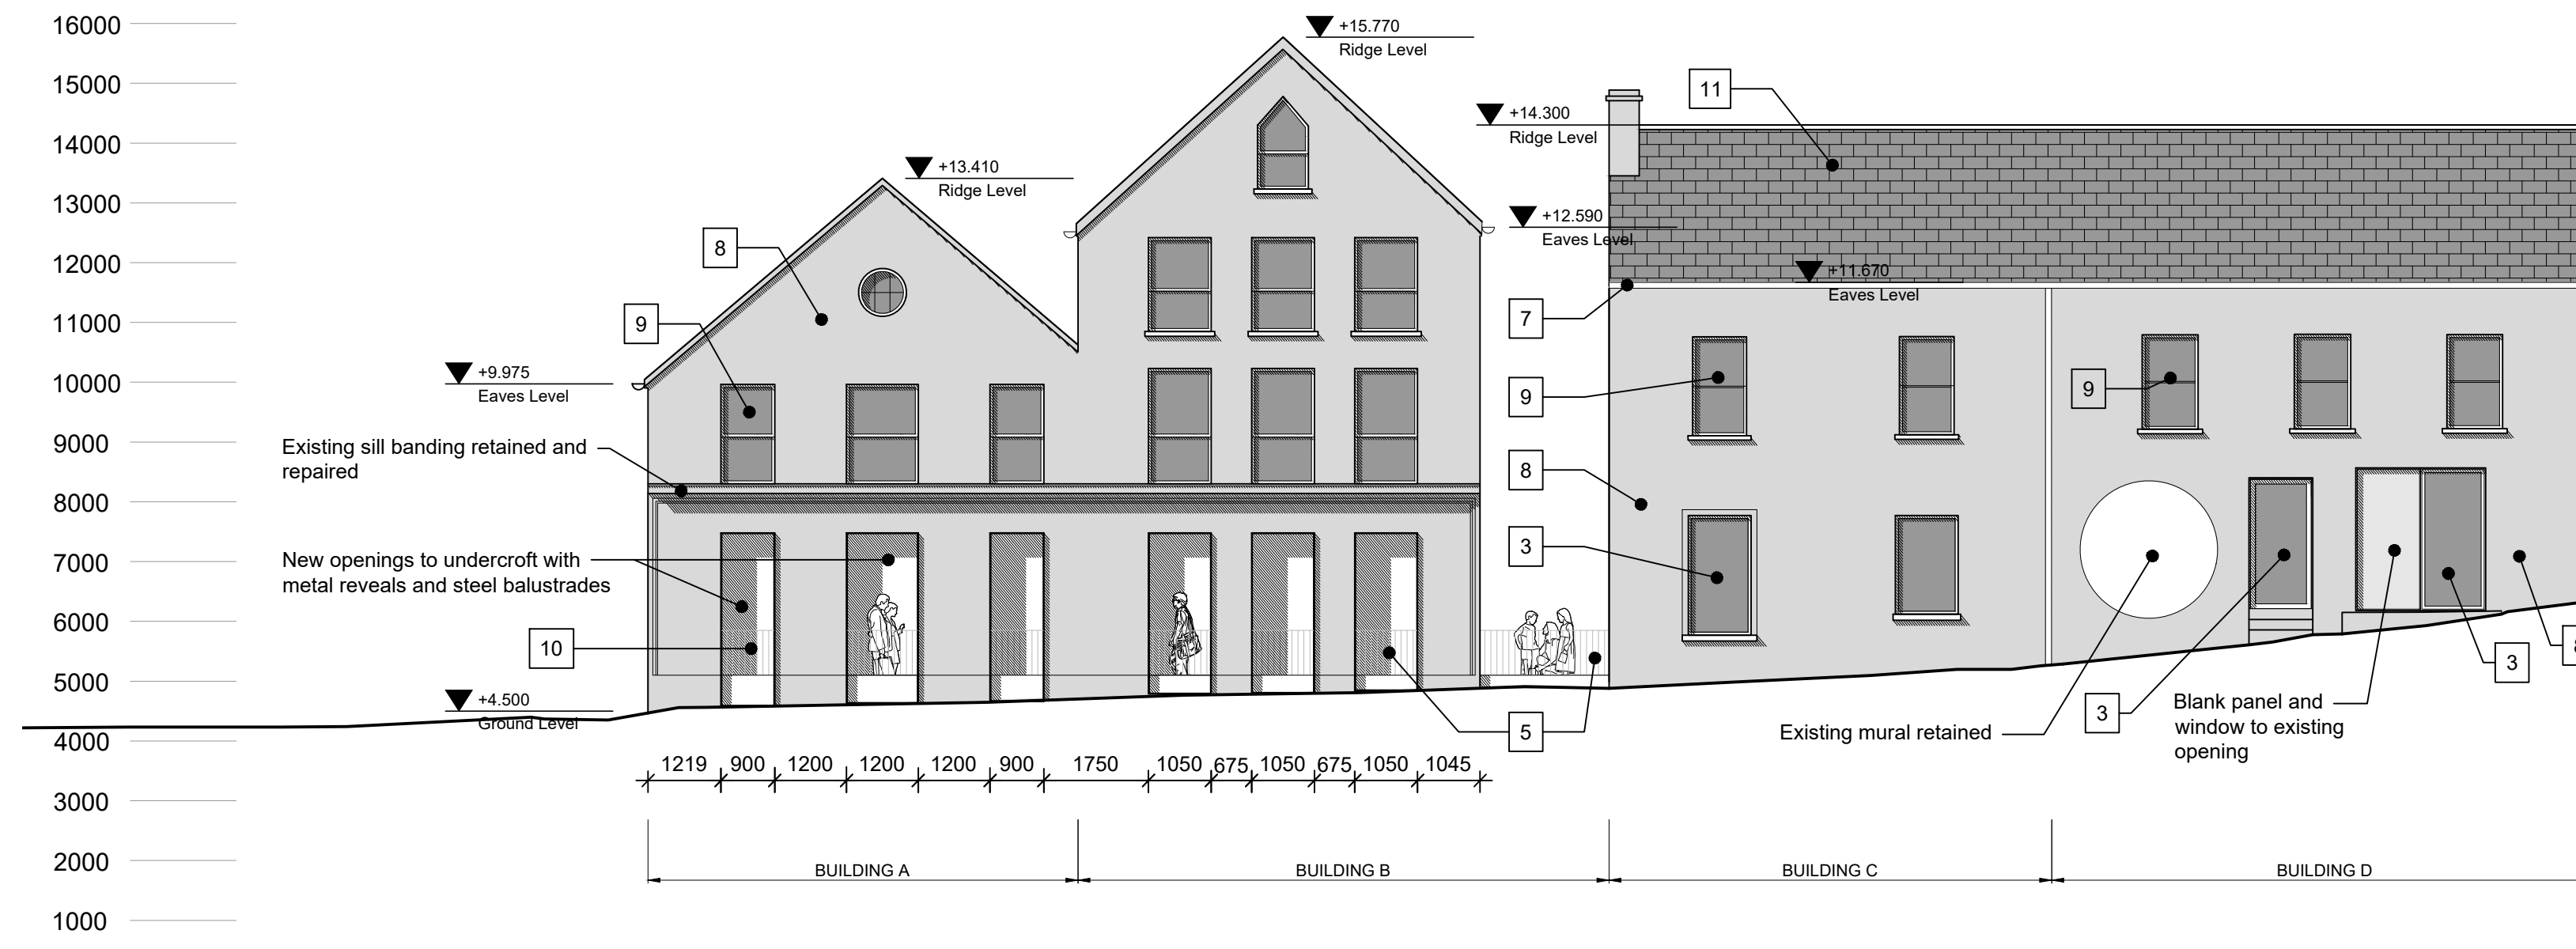 16000
15000
14000
13000
12000
11000
10000
9000
8000
7000
6000
5000
4000
3000
2000
1000
+15.770
Ridge Level
+14.300
Ridge Level
+13.410
Ridge Level
+12.590
Eaves Level
+11.670
Eaves Level
+9.975
Eaves Level
+4.500
Ground Level
11
8
9
7
9
9
8
3
10
5
3
3
8
Existing sill banding retained and
repaired
New openings to undercroft with
metal reveals and steel balustrades
Existing mural retained
Blank panel and
window to existing
opening
1219 900 1200 1200 1200 900 1750 1050 675 1050 675 1050 1045
BUILDING A
BUILDING B
BUILDING C
BUILDING D